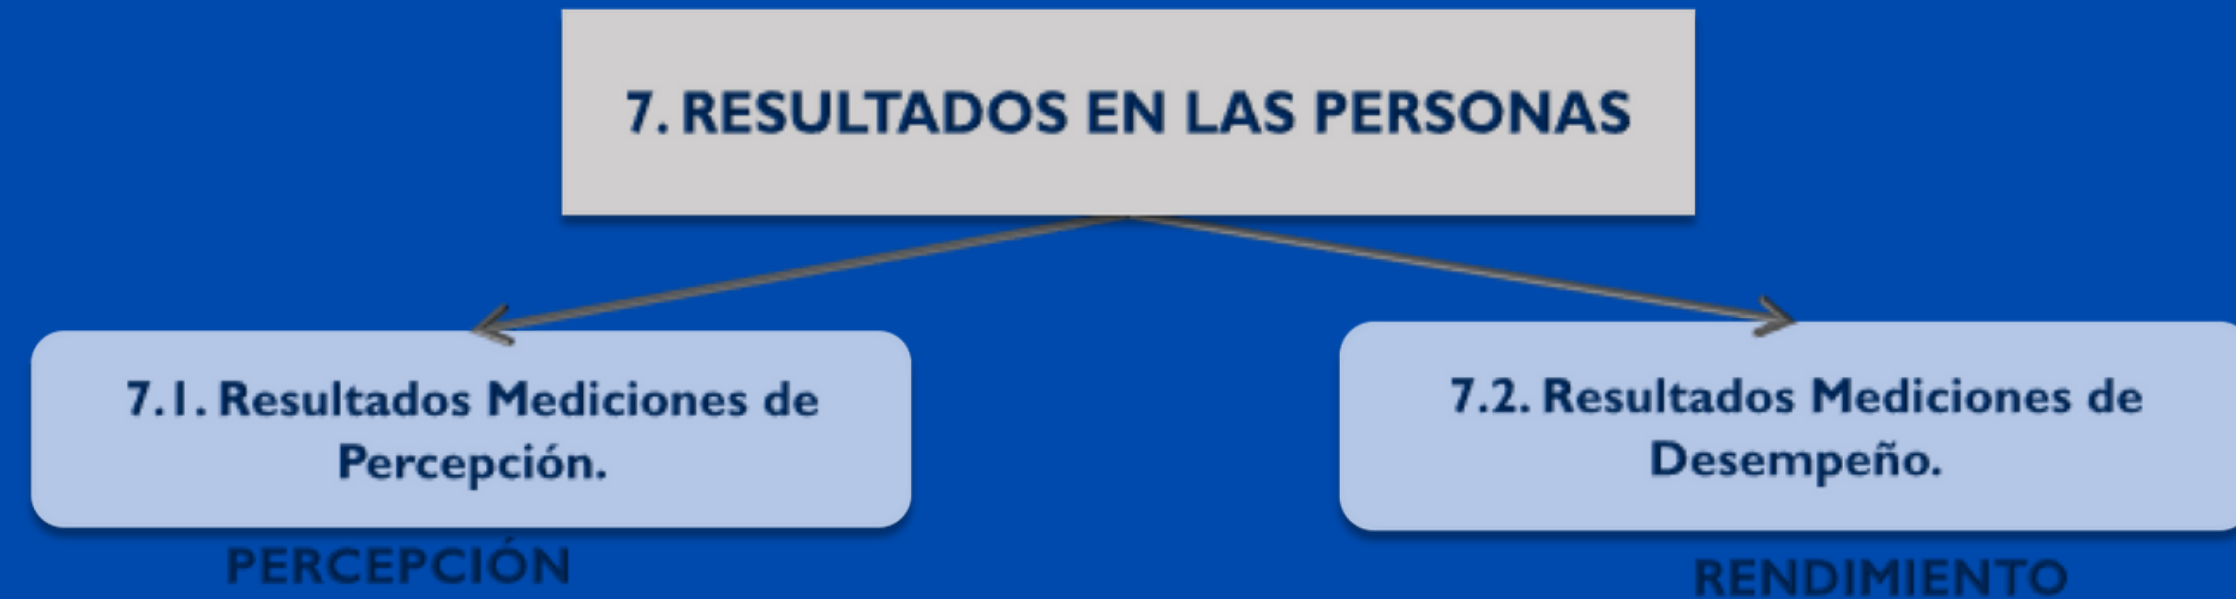 7. RESULTADOS EN LAS PERSONAS
7.1. Resultados Mediciones de
Percepción.
PERCEPCIÓN
7.2. Resultados Mediciones de
Desempeño.
RENDIMIENTO